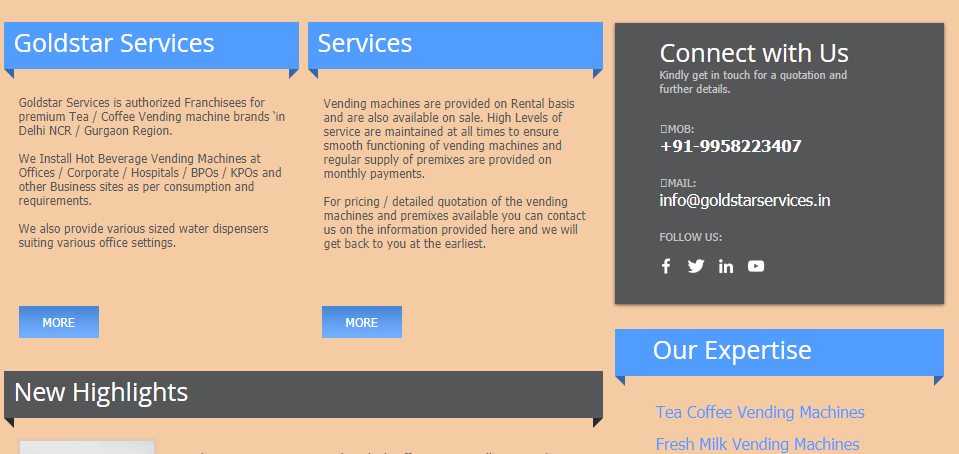 Goldstar Services
Goldstar Services is authorized Franchisees for
premium Tea / Coffee Vending machine brands `in
Delhi NCR / Gurgaon Region.
We Install Hot Beverage Vending Machines at
Offices / Corporate / Hospitals / BPOs / KPOs and
other Business sites as per consumption and
requirements.
We also provide various sized water dispensers
suiting various office settings.
MORE
Services
Vending machines are provided on Rental basis
and are also available on sale. High Levels of
service are maintained at all times to ensure
smooth functioning of vending machines and
regular supply of premixes are provided on
monthly payments.
For pricing / detailed quotation of the vending
machines and premixes available you can contact
us on the information provided here and we will
get back to you at the earliest.
MORE
New Highlights
Connect with Us
Kindly get in touch for a quotation and
further details.
MOB:
+91-9958223407
MAIL:
info@goldstarservices.in
FOLLOW US:
Our Expertise
Tea Coffee Vending Machines
Fresh Milk Vending Machines